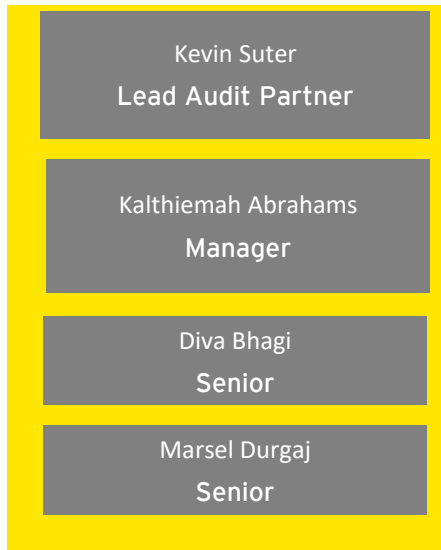 Kevin Suter
Lead Audit Partner
Kalthiemah Abrahams
Manager
Diva Bhagi
Senior
Marsel Durgaj
Senior